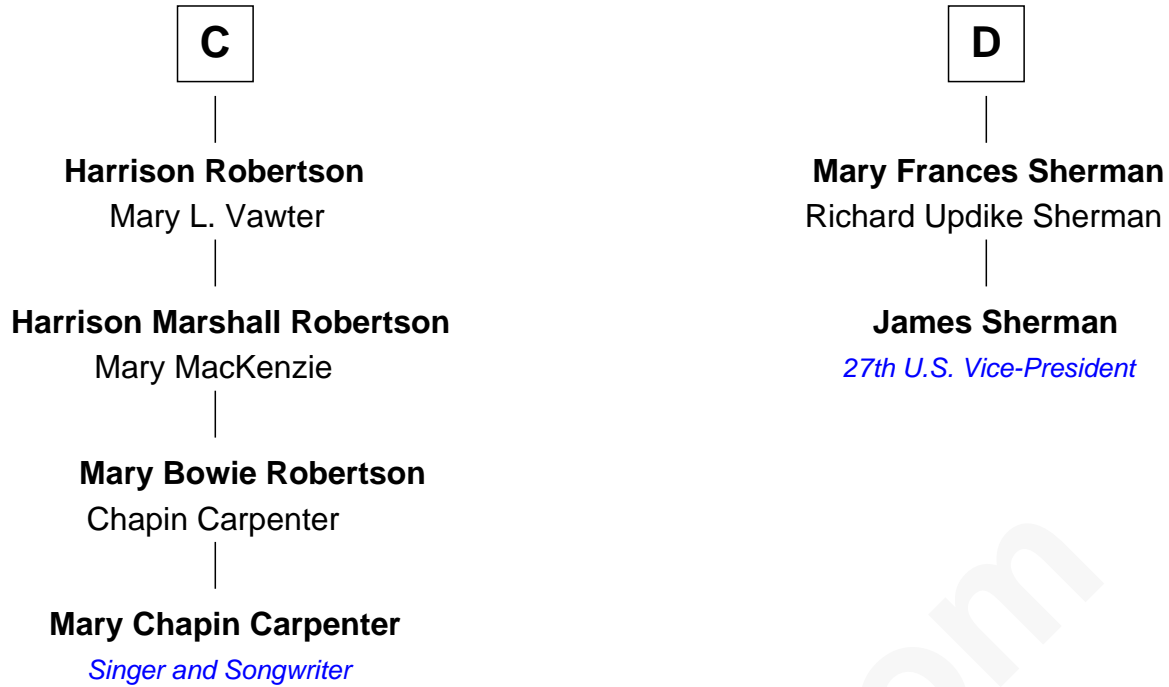 C
Harrison Robertson
Mary L. Vawter
Harrison Marshall Robertson
Mary MacKenzie
Mary Bowie Robertson
Chapin Carpenter
Mary Chapin Carpenter
Singer and Songwriter
D
Mary Frances Sherman
Richard Updike Sherman
James Sherman
27th U.S. Vice-President
om